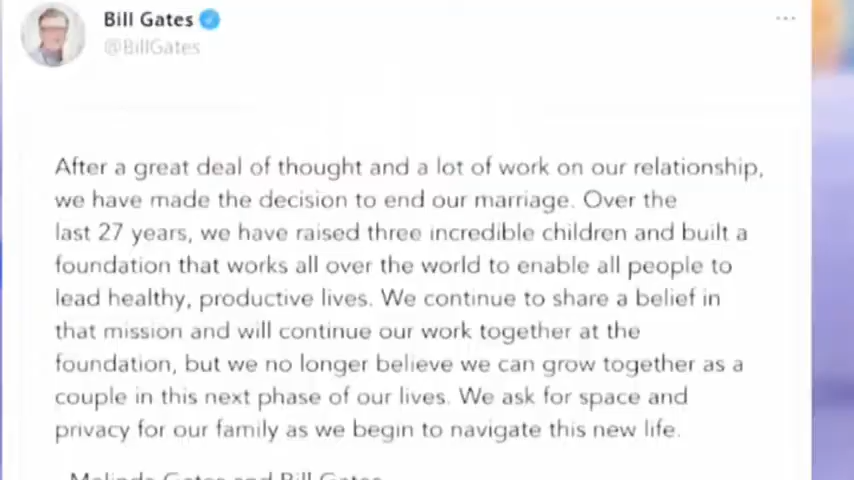 Bill Gates
@BillGates
After a great deal of thought and a lot of work on our relationship,
we have made the decision to end our marriage. Over the
last 27 years, we have raised three incredible children and built a
foundation that works all over the world to enable all people to
lead healthy, productive lives. We continue to share a belief in
that mission and will continue our work together at the
foundation, but we no longer believe we can grow together as a
couple in this next phase of our lives. We ask for space and
privacy for our family as we begin to navigate this new life.
- Melinda Gates and Bill Gates